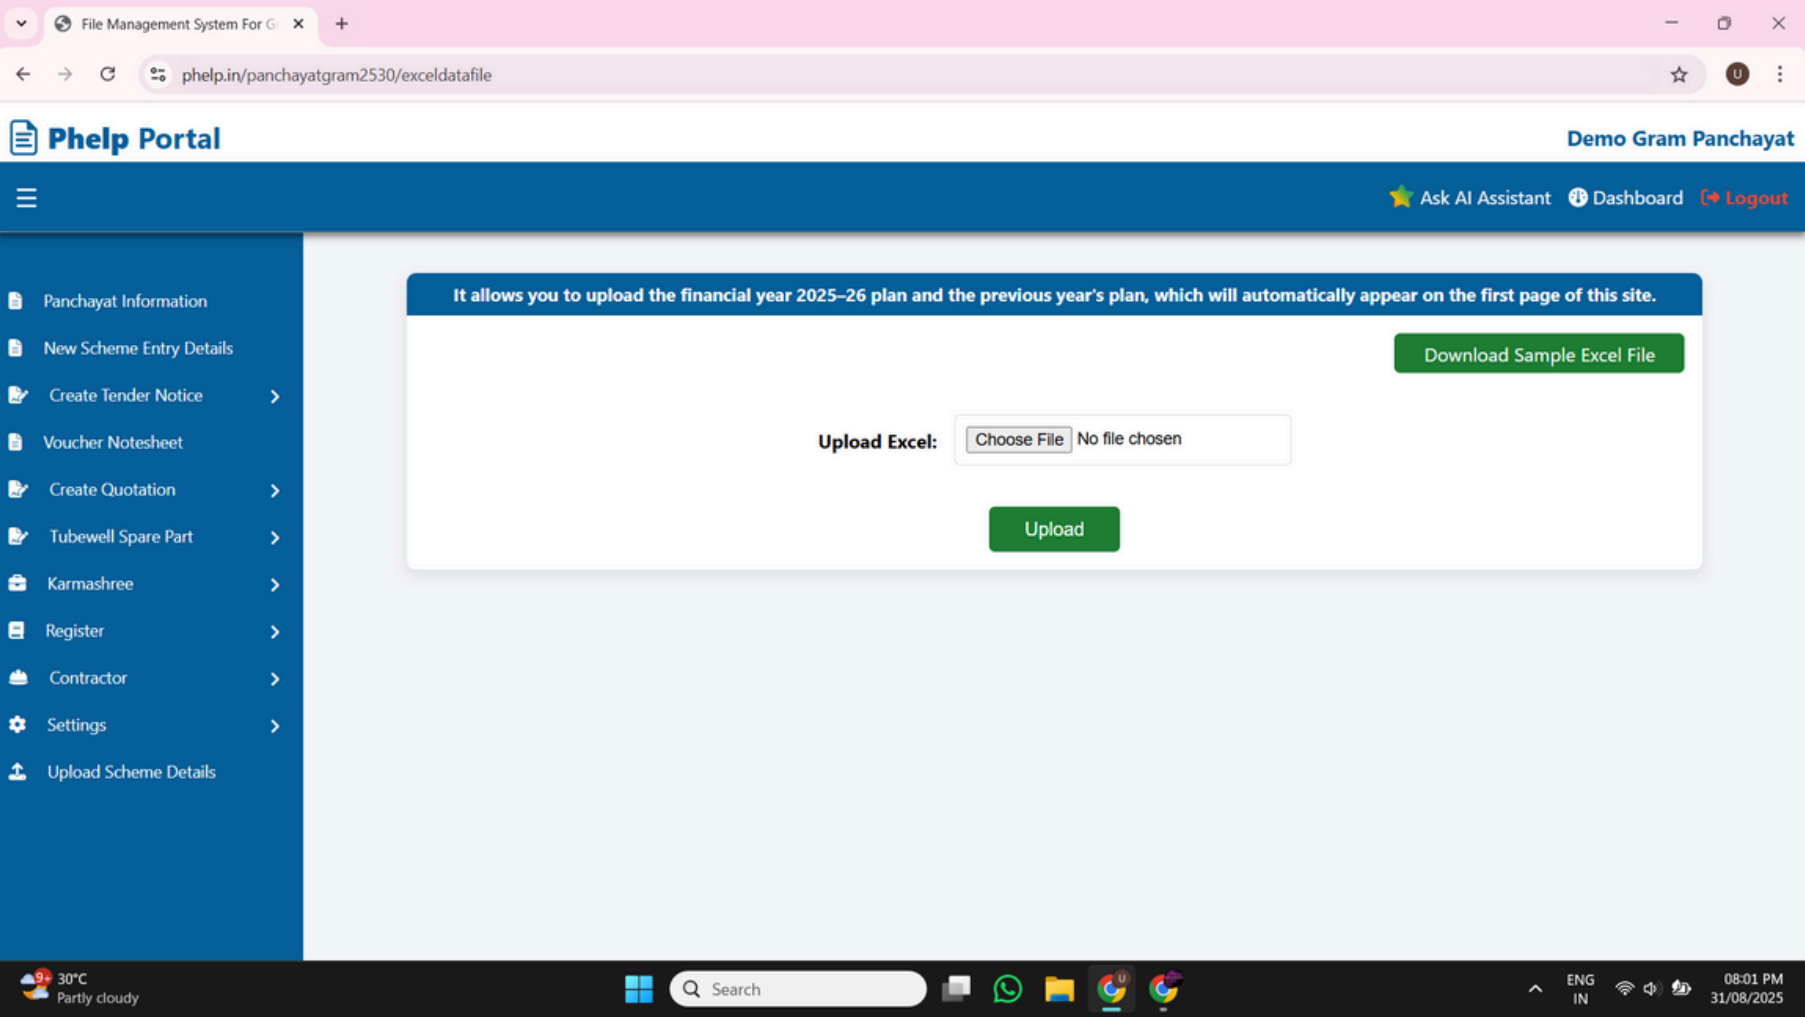 File Management System For G
phelp.in/panchayatgram2530/exceldatafile
U
Phelp Portal
Demo Gram Panchayat
Ask AI Assistant
Dashboard
Logout
Panchayat Information
New Scheme Entry Details
Create Tender Notice
Voucher Notesheet
Create Quotation
Tubewell Spare Part
Karmashree
Register
Contractor
Settings
Upload Scheme Details
It allows you to upload the financial year 2025–26 plan and the previous year's plan, which will automatically appear on the first page of this site.
Download Sample Excel File
Upload Excel: Choose File No file chosen
Upload
9+
30°C
Partly cloudy
Search
U
ENG
IN
08:01 PM
31/08/2025